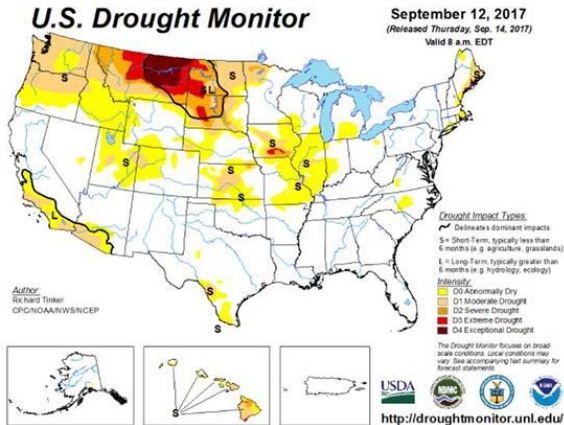 U.S. Drought Monitor
September 12, 2017
(Released Thursday, Sep. 14, 2017)
Valid 8 a.m. EDT
S
S
SL
S
S
S
S
S
S
S
L
S
S
Drought Impact Types:
Delineates dominant impacts
S = Short-Term, typically less than
6 months (e.g. agriculture, grasslands)
L = Long-Term, typically greater than
6 months (e.g. hydrology, ecology)
Intensity:
D0 Abnormally Dry
D1 Moderate Drought
D2 Severe Drought
D3 Extreme Drought
D4 Exceptional Drought
Author:
Richard Tinker
CPC/NOAA/NWS/NCEP
The Drought Monitor focuses on broad-
scale conditions. Local conditions may
vary. See accompanying text summary for
forecast statements.
S
USDA
NDMC
http://droughtmonitor.unl.edu/